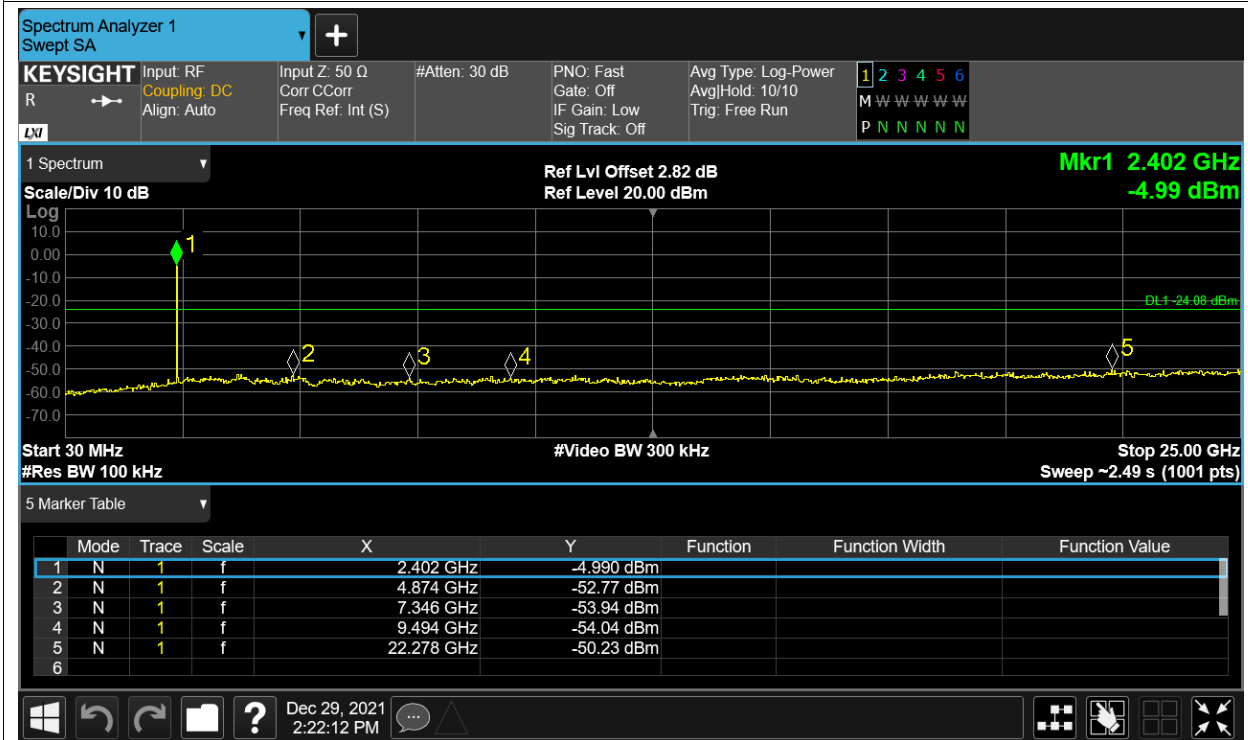 Spectrum Analyzer 1
Swept SA
KEYSIGHT Input: RF Input Z: 50 Ω #Atten: 30 dB PNO: Fast Avg Type: Log-Power 1 2 3 4 5 6
R Coupling: DC Corr CCorr Gate: Off Avg|Hold: 10/10 M W W W W W
Align: Auto Freq Ref: Int (S) IF Gain: Low Trig: Free Run
LXI Sig Track: Off P N N N N N
1 Spectrum Ref Lvl Offset 2.82 dB Mkr1 2.402 GHz
Scale/Div 10 dB Ref Level 20.00 dBm -4.99 dBm
Log
10.0 1
0.00
-10.0
-20.0 DL1 -24.08 dBm
-30.0
-40.0 2 3 4 5
-50.0
-60.0
-70.0
Start 30 MHz #Video BW 300 kHz Stop 25.00 GHz
#Res BW 100 kHz Sweep ~2.49 s (1001 pts)
5 Marker Table
Mode Trace Scale X Y Function Function Width Function Value
1 N 1 f 2.402 GHz -4.990 dBm
2 N 1 f 4.874 GHz -52.77 dBm
3 N 1 f 7.346 GHz -53.94 dBm
4 N 1 f 9.494 GHz -54.04 dBm
5 N 1 f 22.278 GHz -50.23 dBm
6
? Dec 29, 2021
2:22:12 PM